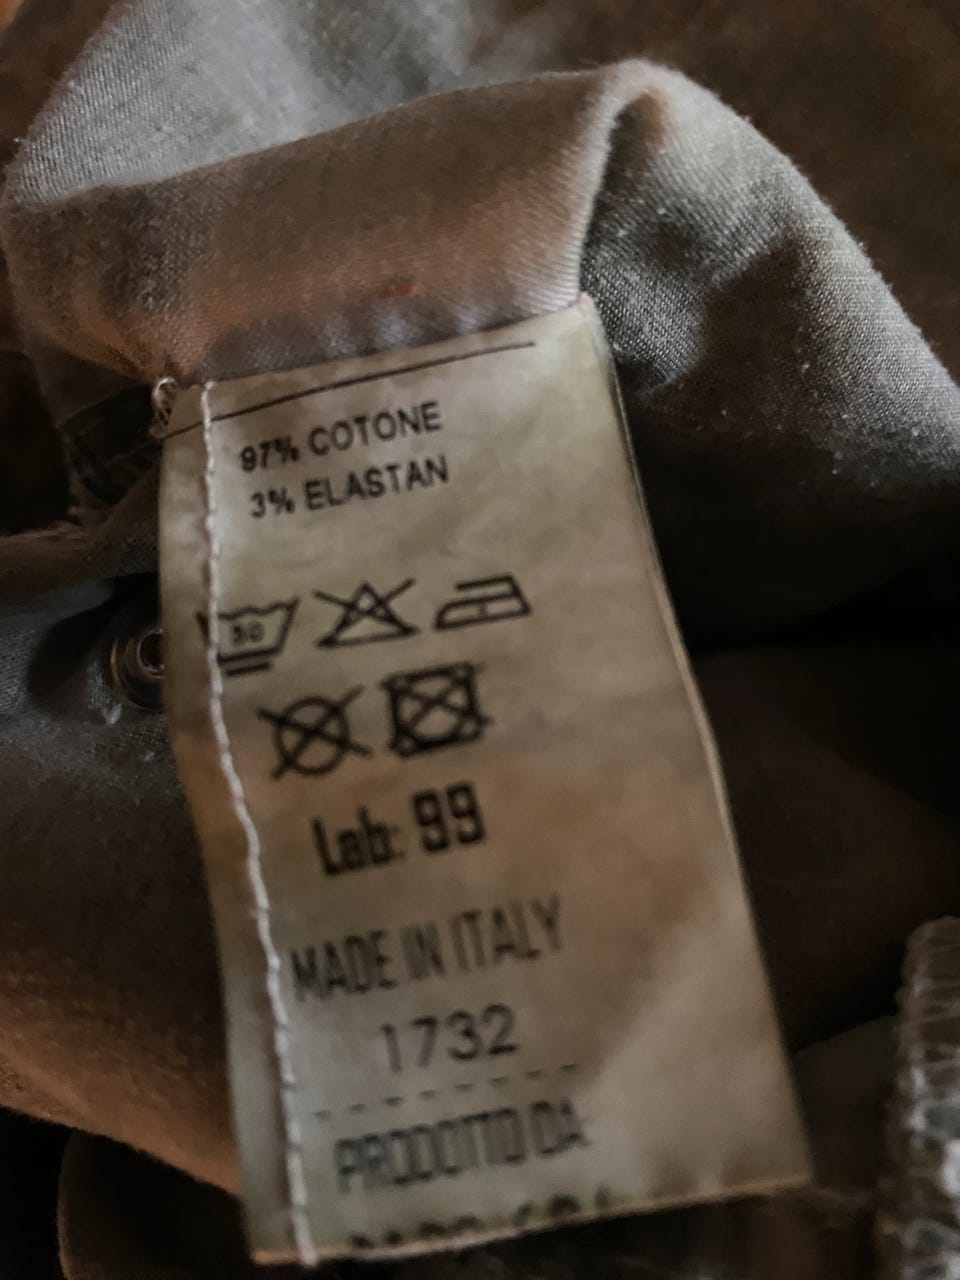 97% COTONE
3% ELASTAN
30
Lab: 99
MADE IN ITALY
1732
PRODOTTO DA: